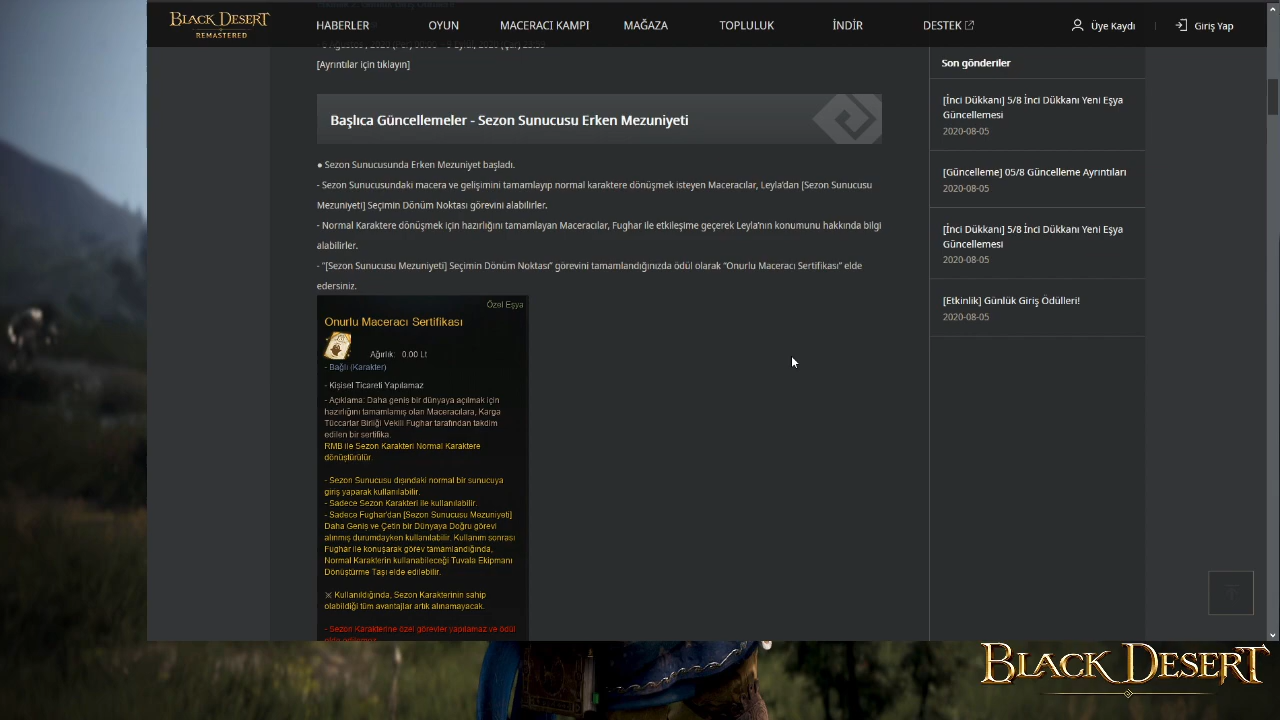 BLACK DESERT
REMASTERED
HABERLER
OYUN
MACERACI KAMPI
MAĞAZA
TOPLULUK
İNDİR
DESTEK
Üye Kaydı
Giriş Yap
[Ayrıntılar için tıklayın]
Başlıca Güncellemeler - Sezon Sunucusu Erken Mezuniyeti
● Sezon Sunucusunda Erken Mezuniyet başladı.
- Sezon Sunucusundaki macera ve gelişimini tamamlayıp normal karaktere dönüşmek isteyen Maceracılar, Leyla'dan [Sezon Sunucusu
Mezuniyeti] Seçimin Dönüm Noktası görevini alabilirler.
- Normal Karaktere dönüşmek için hazırlığını tamamlayan Maceracılar, Fughar ile etkileşime geçerek Leyla'nın konumunu hakkında bilgi
alabilirler.
- "[Sezon Sunucusu Mezuniyeti] Seçimin Dönüm Noktası" görevini tamamlandığınızda ödül olarak "Onurlu Maceracı Sertifikası" elde
edersiniz.
Özel Eşya
Onurlu Maceracı Sertifikası
Ağırlık: 0.00 Lt
- Bağlı (Karakter)
- Kişisel Ticareti Yapılamaz
- Açıklama: Daha geniş bir dünyaya açılmak için
hazırlığını tamamlamış olan Maceracılara, Karga
Tüccarlar Birliği Vekili Fughar tarafından takdim
edilen bir sertifika.
RMB ile Sezon Karakteri Normal Karaktere
dönüştürülür.
- Sezon Sunucusu dışındaki normal bir sunucuya
giriş yaparak kullanılabilir.
- Sadece Sezon Karakteri ile kullanılabilir.
- Sadece Fughar'dan [Sezon Sunucusu Mezuniyeti]
Daha Geniş ve Çetin bir Dünyaya Doğru görevi
alınmış durumdayken kullanılabilir. Kullanım sonrası
Fughar ile konuşarak görev tamamlandığında,
Normal Karakterin kullanabileceği Tuvala Ekipmanı
Dönüştürme Taşı elde edilebilir.
※ Kullanıldığında, Sezon Karakterinin sahip
olabildiği tüm avantajlar artık alınamayacak.
- Sezon Karakterine özel görevler yapılamaz ve ödül
Son gönderiler
[İnci Dükkanı] 5/8 İnci Dükkanı Yeni Eşya
Güncellemesi
2020-08-05
[Güncelleme] 05/8 Güncelleme Ayrıntıları
2020-08-05
[İnci Dükkanı] 5/8 İnci Dükkanı Yeni Eşya
Güncellemesi
2020-08-05
[Etkinlik] Günlük Giriş Ödülleri!
2020-08-05
BLACK DESERT